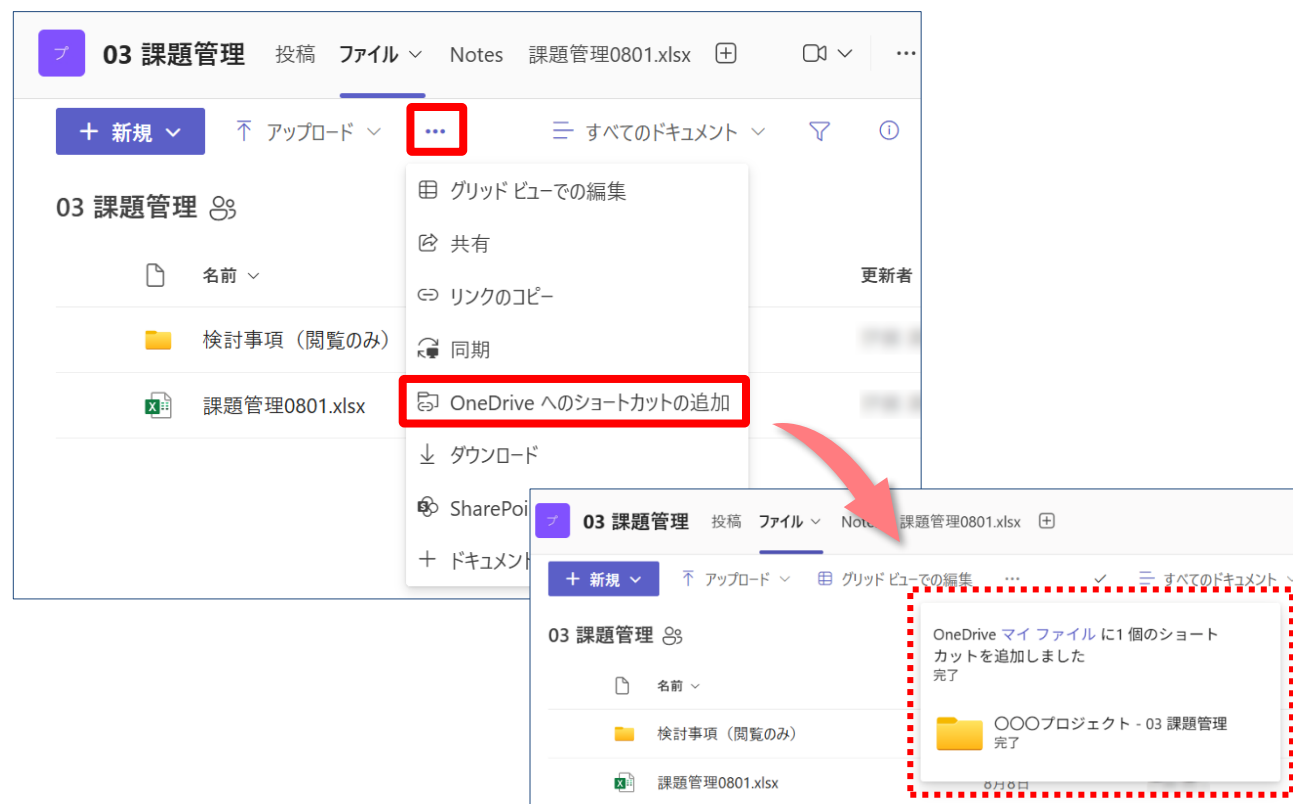 プ 03 課題管理 投稿 ファイル Notes 課題管理0801.xlsx
新規 アップロード すべてのドキュメント
03 課題管理
名前 更新者
検討事項（閲覧のみ）
課題管理0801.xlsx
グリッド ビューでの編集
共有
リンクのコピー
同期
OneDrive へのショートカットの追加
ダウンロード
SharePoi
ドキュメント
プ 03 課題管理 投稿 ファイル 課題管理0801.xlsx
新規 アップロード グリッド ビューでの編集 すべてのドキュメント
03 課題管理
名前
検討事項（閲覧のみ）
課題管理0801.xlsx 8月8日
OneDrive マイ ファイル に1 個のショート
カットを追加しました
完了
〇〇〇プロジェクト - 03 課題管理
完了